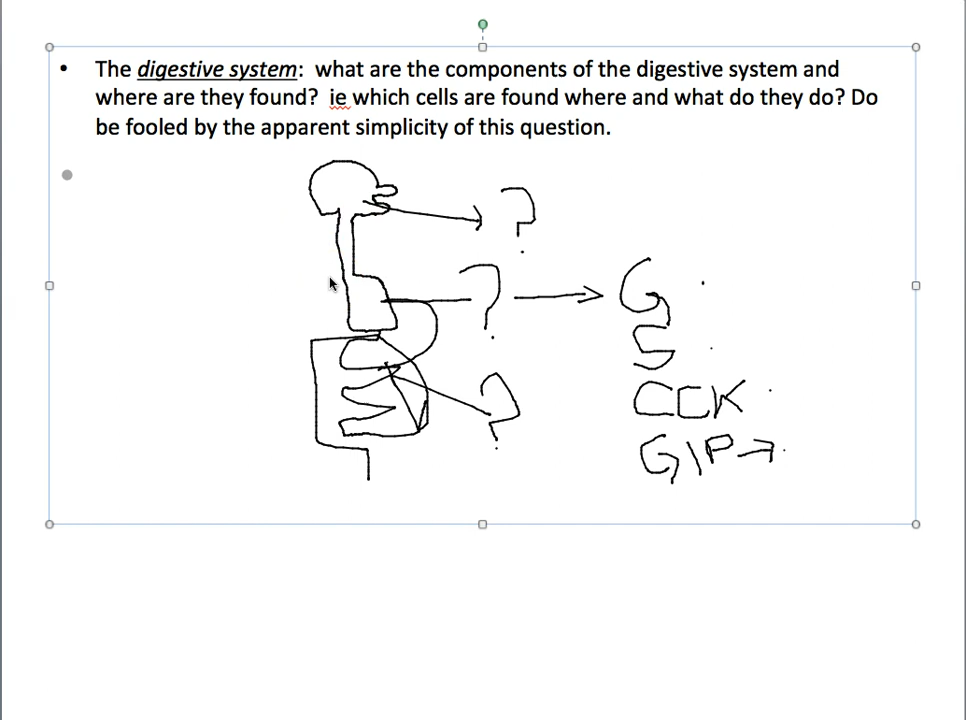 • The digestive system: what are the components of the digestive system and
where are they found? ie which cells are found where and what do they do? Do
be fooled by the apparent simplicity of this question.
?
? → G
S
?
CCK
GIP →